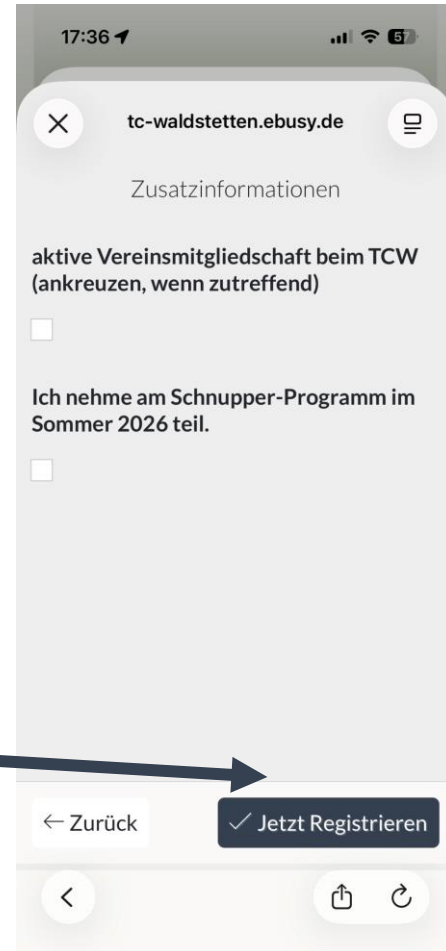 17:36
57
tc-waldstetten.ebusy.de
Zusatzinformationen
aktive Vereinsmitgliedschaft beim TCW
(ankreuzen, wenn zutreffend)
Ich nehme am Schnupper-Programm im
Sommer 2026 teil.
← Zurück
✓ Jetzt Registrieren